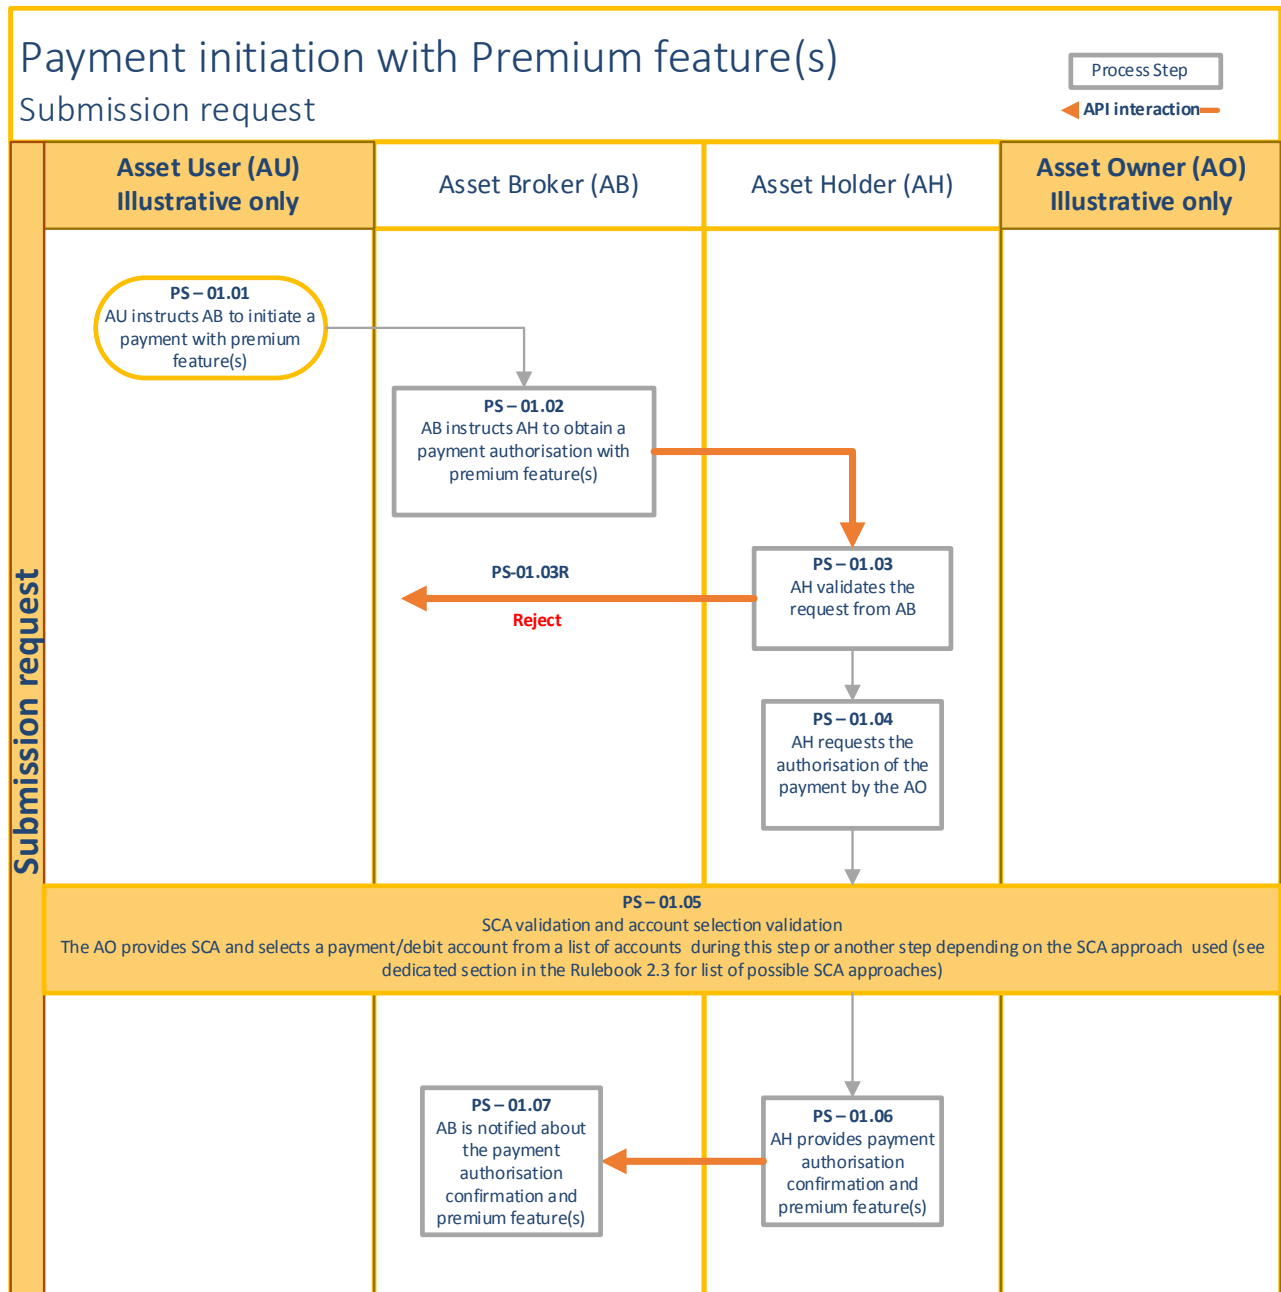 Payment initiation with Premium feature(s)
Submission request
Process Step
API interaction
Asset User (AU)
Illustrative only
Asset Broker (AB)
Asset Holder (AH)
Asset Owner (AO)
Illustrative only
Submission request
PS – 01.01
AU instructs AB to initiate a
payment with premium
feature(s)
PS – 01.02
AB instructs AH to obtain a
payment authorisation with
premium feature(s)
PS – 01.03
AH validates the
request from AB
PS-01.03R
Reject
PS – 01.04
AH requests the
authorisation of the
payment by the AO
PS – 01.05
SCA validation and account selection validation
The AO provides SCA and selects a payment/debit account from a list of accounts during this step or another step depending on the SCA approach used (see
dedicated section in the Rulebook 2.3 for list of possible SCA approaches)
PS – 01.07
AB is notified about
the payment
authorisation
confirmation and
premium feature(s)
PS – 01.06
AH provides payment
authorisation
confirmation and
premium feature(s)